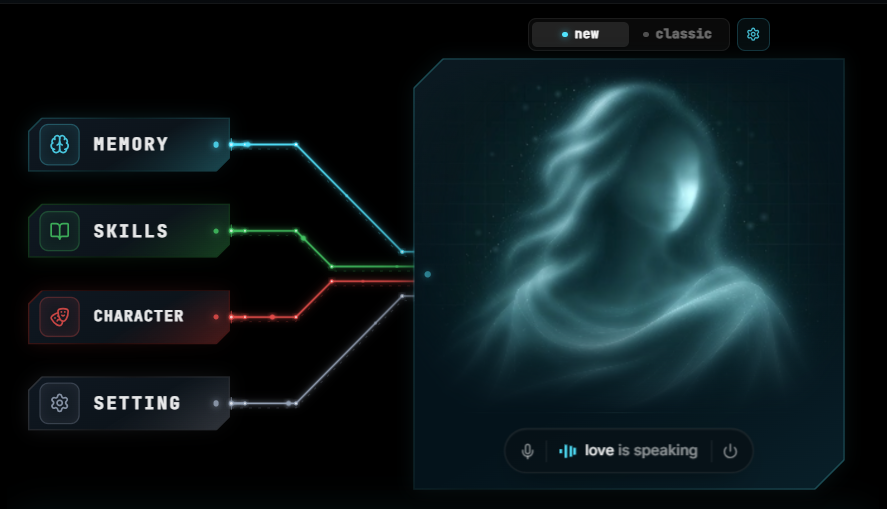 new
classic
MEMORY
SKILLS
CHARACTER
SETTING
love is speaking